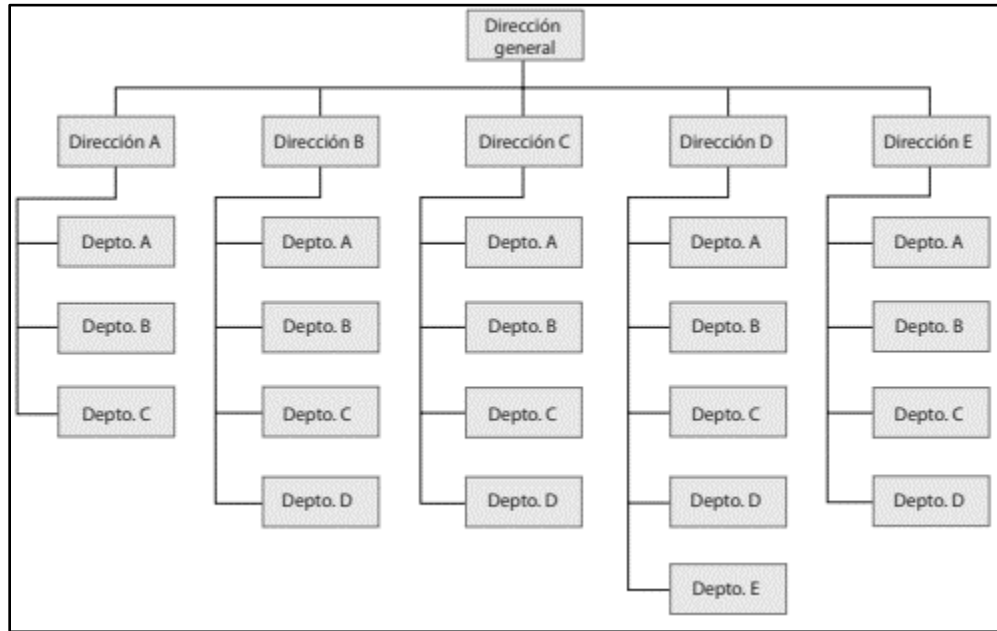 Dirección
general
Dirección A
Dirección B
Dirección C
Dirección D
Dirección E
Depto. A
Depto. A
Depto. A
Depto. A
Depto. A
Depto. B
Depto. B
Depto. B
Depto. B
Depto. B
Depto. C
Depto. C
Depto. C
Depto. C
Depto. C
Depto. D
Depto. D
Depto. D
Depto. D
Depto. E